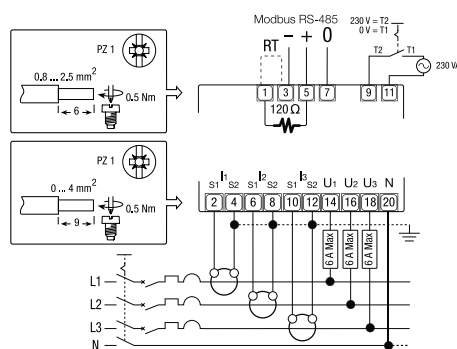 Modbus RS-485
230 V = T2
0 V = T1
PZ 1
RT
− + 0
T2 T1
0.8 ... 2.5 mm²
230 VA
0.5 Nm
6
1 3 5 7 9 11
120 Ω
PZ 1
I1 I2 I3 U1 U2 U3 N
S1 S2 S1 S2 S1 S2
0 ... 4 mm²
2 4 6 8 10 12 14 16 18 20
0.5 Nm
9
6 A Max 6 A Max 6 A Max
L1
L2
L3
N